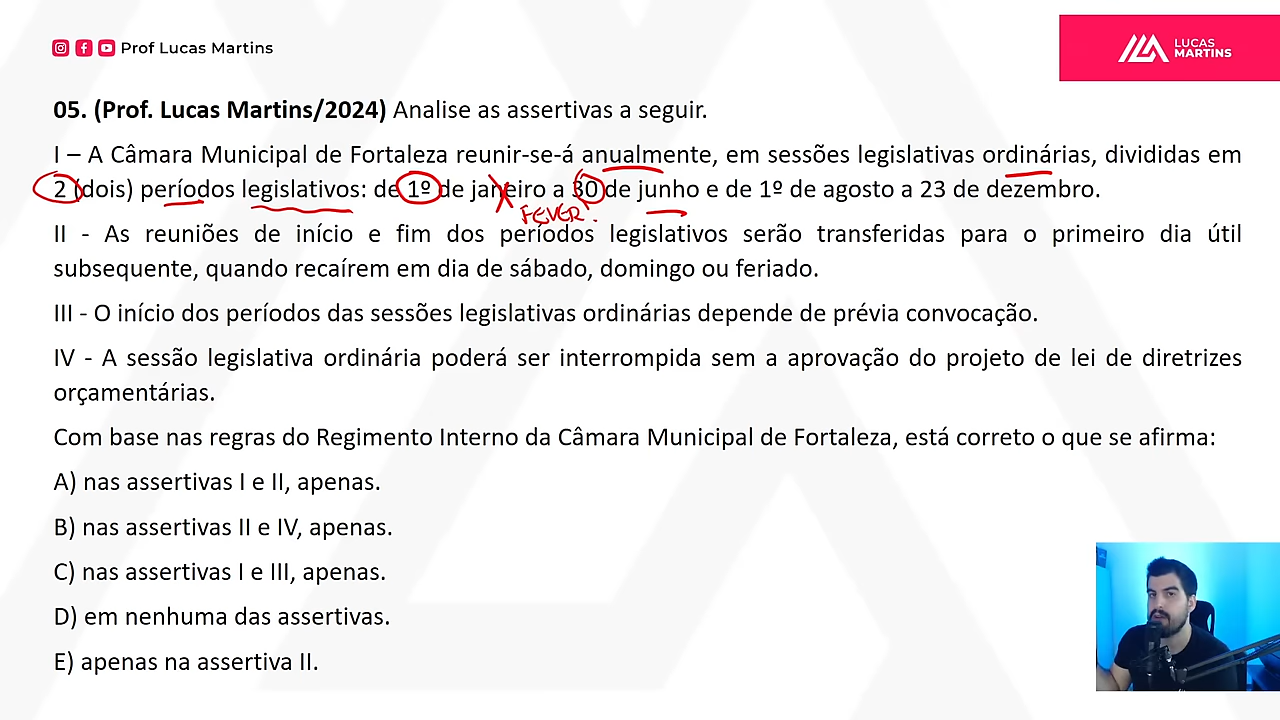 Prof Lucas Martins
LUCAS
MARTINS
05. (Prof. Lucas Martins/2024) Analise as assertivas a seguir.
I – A Câmara Municipal de Fortaleza reunir-se-á anualmente, em sessões legislativas ordinárias, divididas em
2 (dois) períodos legislativos: de 1º de janeiro a 30 de junho e de 1º de agosto a 23 de dezembro.
FEVER.
II - As reuniões de início e fim dos períodos legislativos serão transferidas para o primeiro dia útil
subsequente, quando recaírem em dia de sábado, domingo ou feriado.
III - O início dos períodos das sessões legislativas ordinárias depende de prévia convocação.
IV - A sessão legislativa ordinária poderá ser interrompida sem a aprovação do projeto de lei de diretrizes
orçamentárias.
Com base nas regras do Regimento Interno da Câmara Municipal de Fortaleza, está correto o que se afirma:
A) nas assertivas I e II, apenas.
B) nas assertivas II e IV, apenas.
C) nas assertivas I e III, apenas.
D) em nenhuma das assertivas.
E) apenas na assertiva II.